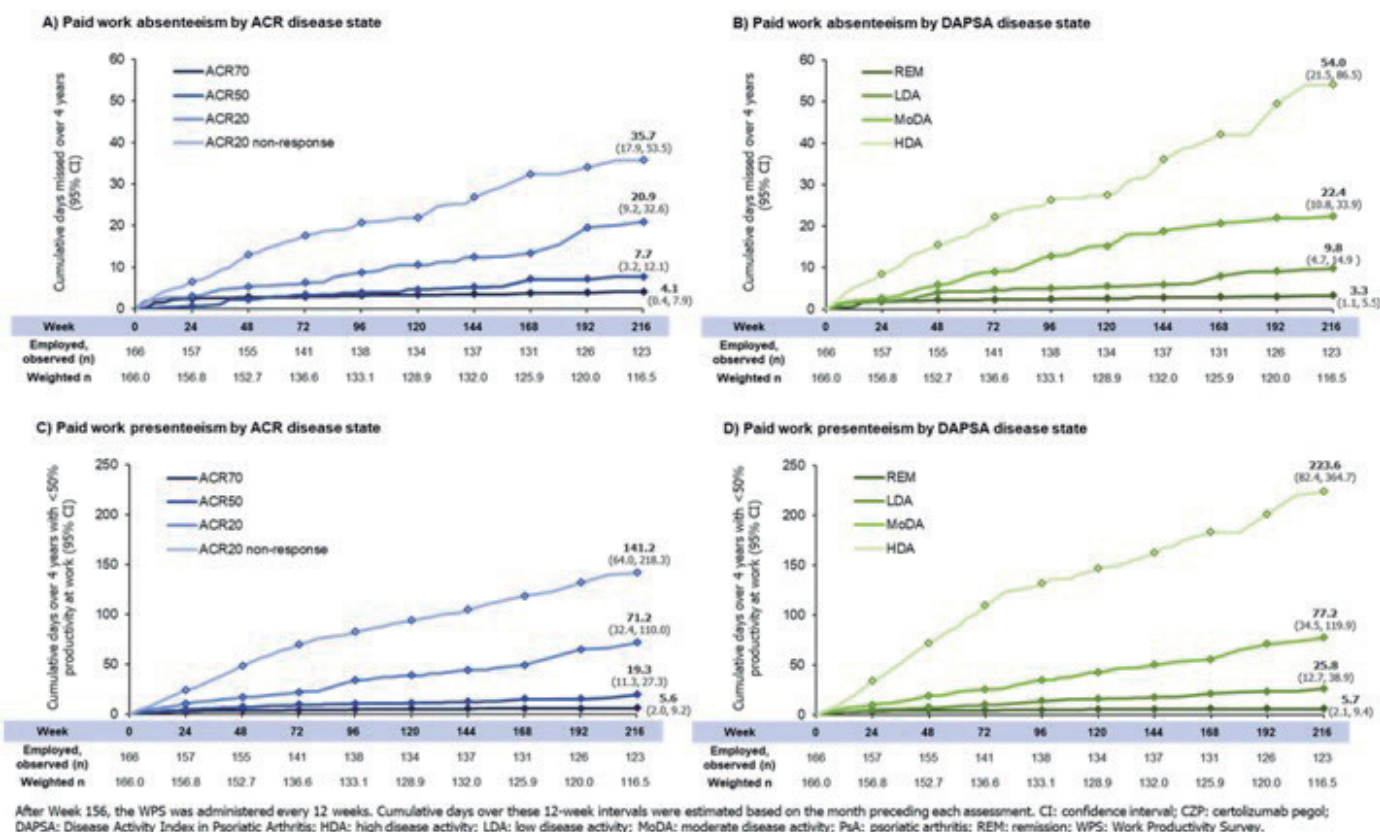 A) Paid work absenteeism by ACR disease state
Cumulative days missed over 4 years
(95% CI)
60
50
40
30
20
10
0
ACR70
ACR50
ACR20
ACR20 non-response
35.7
(17.9, 53.5)
20.9
(9.2, 32.6)
7.7
(3.2, 12.1)
4.1
(0.4, 7.9)
Week 0 24 48 72 96 120 144 168 192 216
Employed,
observed (n) 166 157 155 141 138 134 137 131 126 123
Weighted n 166.0 156.8 152.7 136.6 133.1 128.9 132.0 125.9 120.0 116.5
B) Paid work absenteeism by DAPSA disease state
Cumulative days missed over 4 years
(95% CI)
60
50
40
30
20
10
0
REM
LDA
MoDA
HDA
54.0
(21.5, 86.5)
22.4
(10.8, 33.9)
9.8
(4.7, 14.9 )
3.3
(1.1, 5.5)
Week 0 24 48 72 96 120 144 168 192 216
Employed,
observed (n) 166 157 155 141 138 134 137 131 126 123
Weighted n 166.0 156.8 152.7 136.6 133.1 128.9 132.0 125.9 120.0 116.5
C) Paid work presenteeism by ACR disease state
Cumulative days over 4 years with <50%
productivity at work (95% CI)
250
200
150
100
50
0
ACR70
ACR50
ACR20
ACR20 non-response
141.2
(64.0, 218.3)
71.2
(32.4, 110.0)
19.3
(11.3, 27.3)
5.6
(2.0, 9.2)
Week 0 24 48 72 96 120 144 168 192 216
Employed,
observed (n) 166 157 155 141 138 134 137 131 126 123
Weighted n 166.0 156.8 152.7 136.6 133.1 128.9 132.0 125.9 120.0 116.5
D) Paid work presenteeism by DAPSA disease state
Cumulative days over 4 years with <50%
productivity at work (95% CI)
250
200
150
100
50
0
REM
LDA
MoDA
HDA
223.6
(82.4, 364.7)
77.2
(34.5, 119.9)
25.8
(12.7, 38.9)
5.7
(2.1, 9.4)
Week 0 24 48 72 96 120 144 168 192 216
Employed,
observed (n) 166 157 155 141 138 134 137 131 126 123
Weighted n 166.0 156.8 152.7 136.6 133.1 128.9 132.0 125.9 120.0 116.5
After Week 156, the WPS was administered every 12 weeks. Cumulative days over these 12-week intervals were estimated based on the month preceding each assessment. CI: confidence interval; CZP: certolizumab pegol;
DAPSA: Disease Activity Index in Psoriatic Arthritis; HDA: high disease activity; LDA: low disease activity; MoDA: moderate disease activity; PsA: psoriatic arthritis; REM: remission; WPS: Work Productivity Survey.